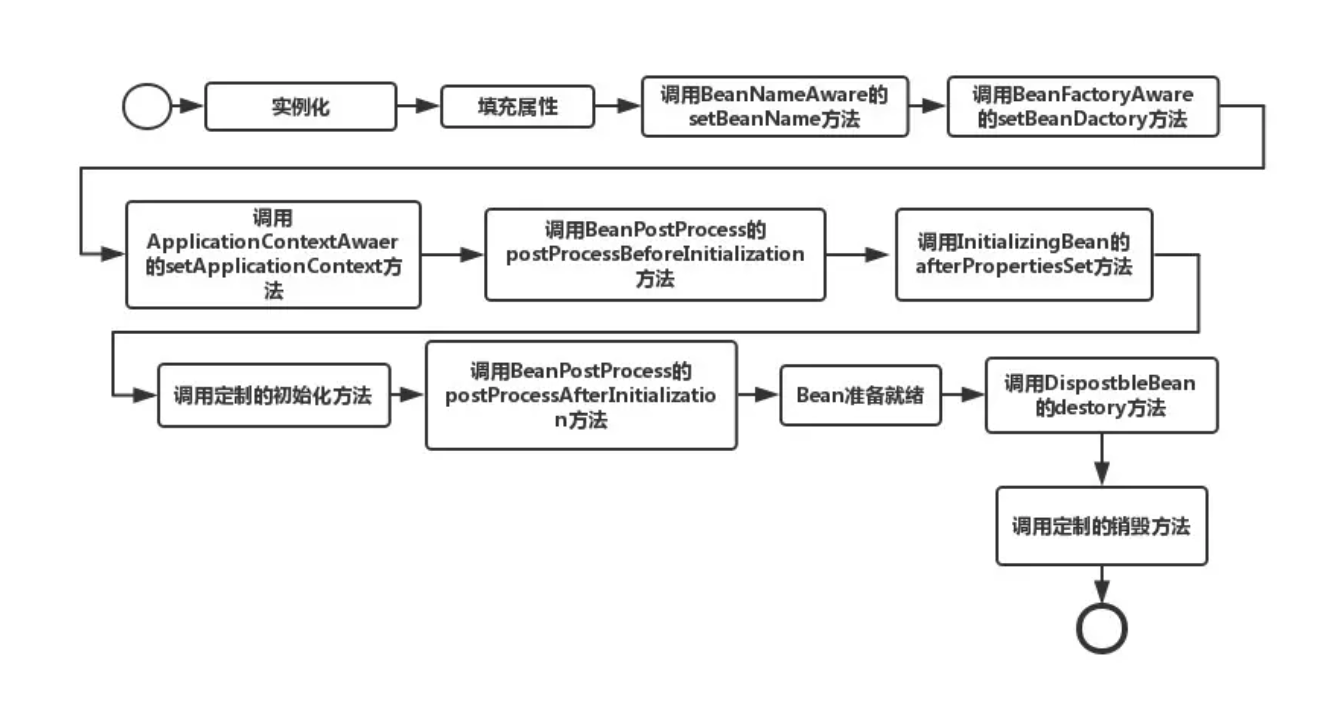 实例化
填充属性
调用BeanNameAware的
setBeanName方法
调用BeanFactoryAware
的setBeanDactory方法
调用
ApplicationContextAwaer
的setApplicationContext方
法
调用BeanPostProcess的
postProcessBeforeInitialization
方法
调用InitializingBean的
afterPropertiesSet方法
调用定制的初始化方法
调用BeanPostProcess的
postProcessAfterInitializatio
n方法
Bean准备就绪
调用DispostbleBean
的destory方法
调用定制的销毁方法